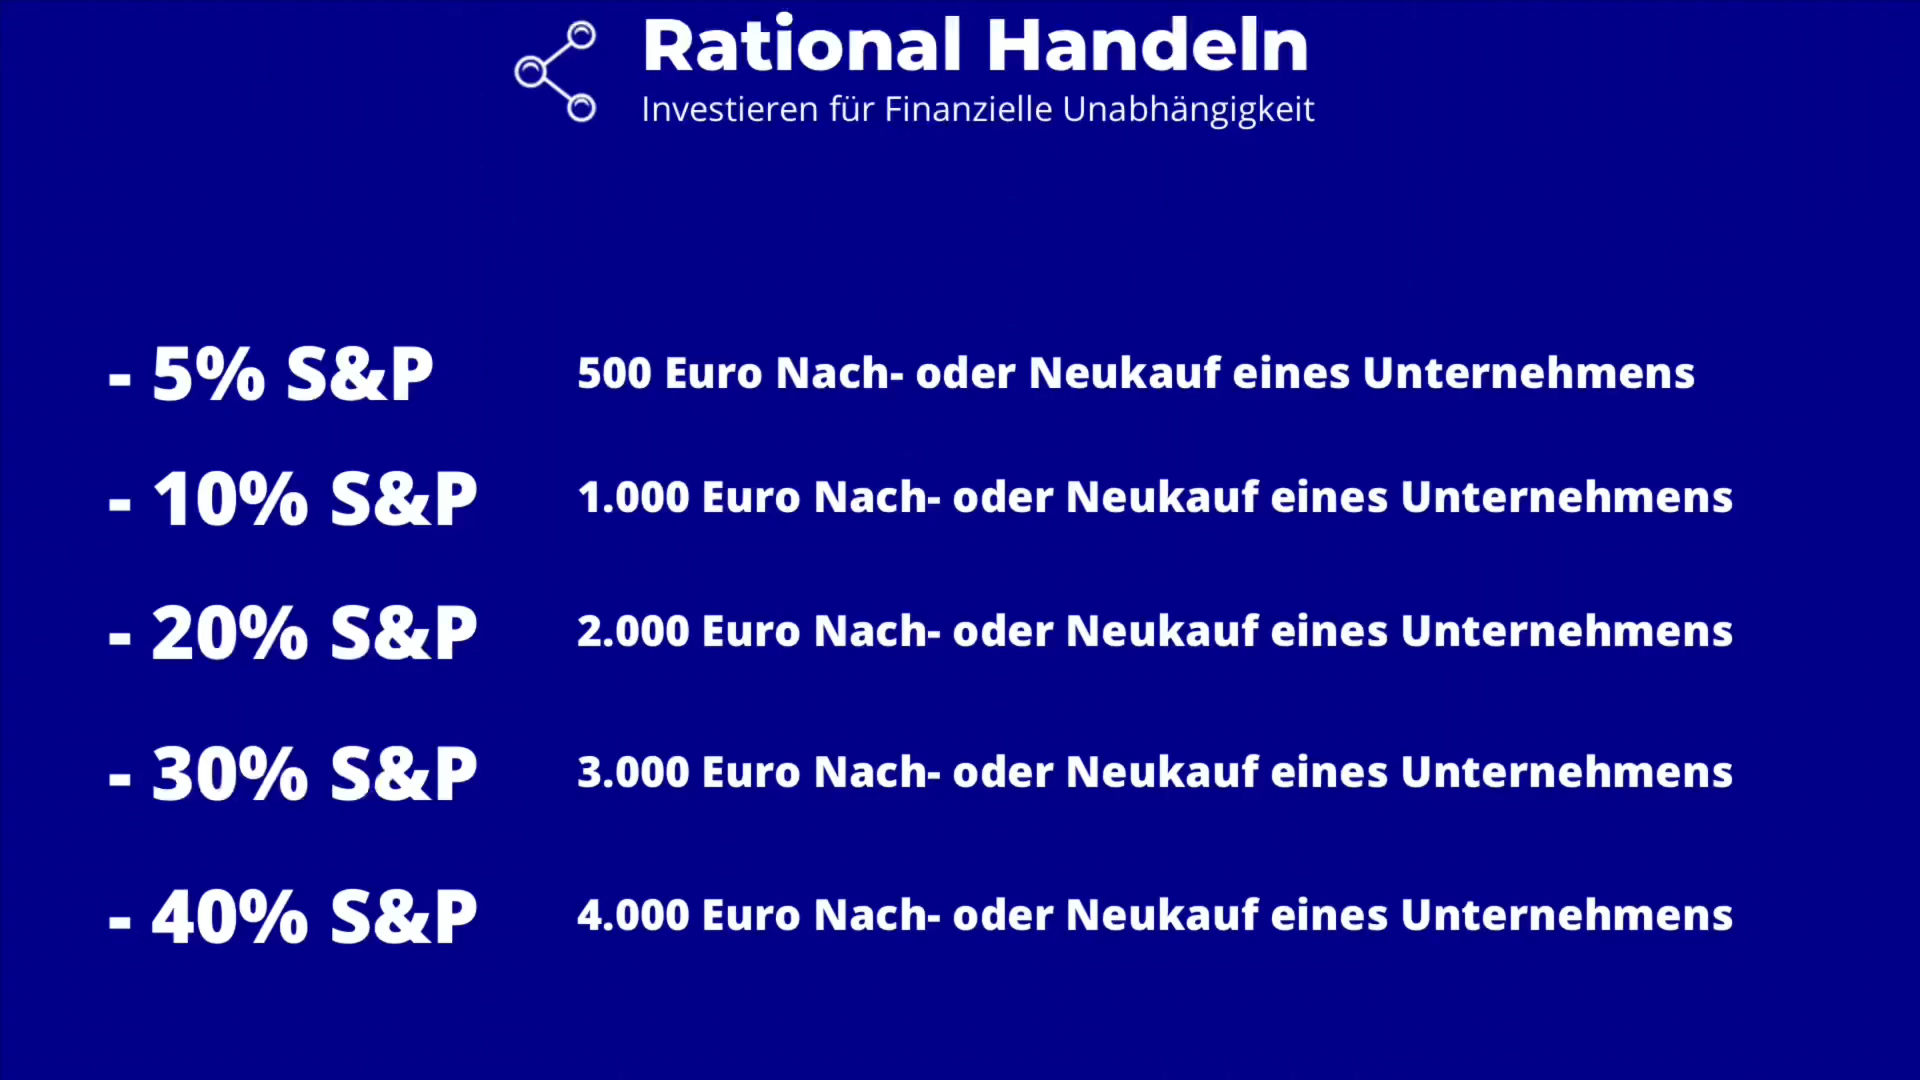 Rational Handeln
Investieren für Finanzielle Unabhängigkeit
- 5% S&P 500 Euro Nach- oder Neukauf eines Unternehmens
- 10% S&P 1.000 Euro Nach- oder Neukauf eines Unternehmens
- 20% S&P 2.000 Euro Nach- oder Neukauf eines Unternehmens
- 30% S&P 3.000 Euro Nach- oder Neukauf eines Unternehmens
- 40% S&P 4.000 Euro Nach- oder Neukauf eines Unternehmens